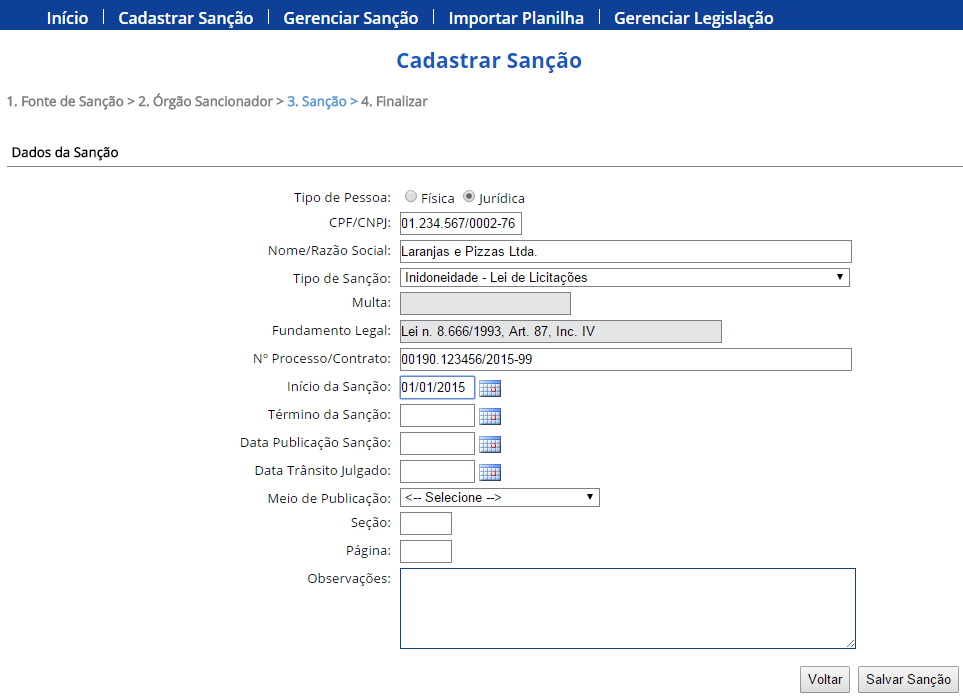 Início | Cadastrar Sanção | Gerenciar Sanção | Importar Planilha | Gerenciar Legislação
Cadastrar Sanção
1. Fonte de Sanção > 2. Órgão Sancionador > 3. Sanção > 4. Finalizar
Dados da Sanção
Tipo de Pessoa: Física Jurídica
CPF/CNPJ: 01.234.567/0002-76
Nome/Razão Social: Laranjas e Pizzas Ltda.
Tipo de Sanção: Inidoneidade - Lei de Licitações
Multa:
Fundamento Legal: Lei n. 8.666/1993, Art. 87, Inc. IV
Nº Processo/Contrato: 00190.123456/2015-99
Início da Sanção: 01/01/2015
Término da Sanção:
Data Publicação Sanção:
Data Trânsito Julgado:
Meio de Publicação: <-- Selecione -->
Seção:
Página:
Observações:
Voltar Salvar Sanção